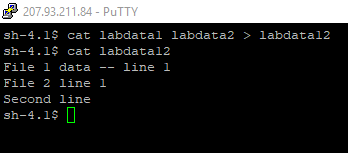 207.93.211.84 - PuTTY
sh-4.1$ cat labdata1 labdata2 > labdata12
sh-4.1$ cat labdata12
File 1 data -- line 1
File 2 line 1
Second line
sh-4.1$